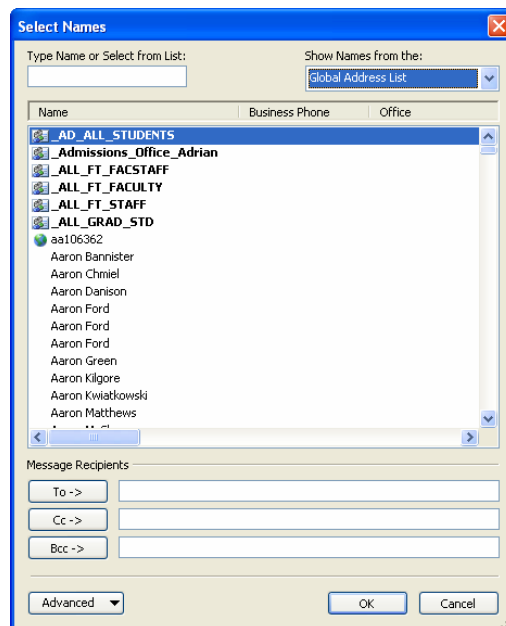 Select Names
Type Name or Select from List:
Show Names from the:
Global Address List
Name Business Phone Office
_AD_ALL_STUDENTS
_Admissions_Office_Adrian
_ALL_FT_FACSTAFF
_ALL_FT_FACULTY
_ALL_FT_STAFF
_ALL_GRAD_STD
aa106362
Aaron Bannister
Aaron Chmiel
Aaron Danison
Aaron Ford
Aaron Ford
Aaron Ford
Aaron Green
Aaron Kilgore
Aaron Kwiatkowski
Aaron Matthews
Message Recipients
To ->
Cc ->
Bcc ->
Advanced
OK Cancel